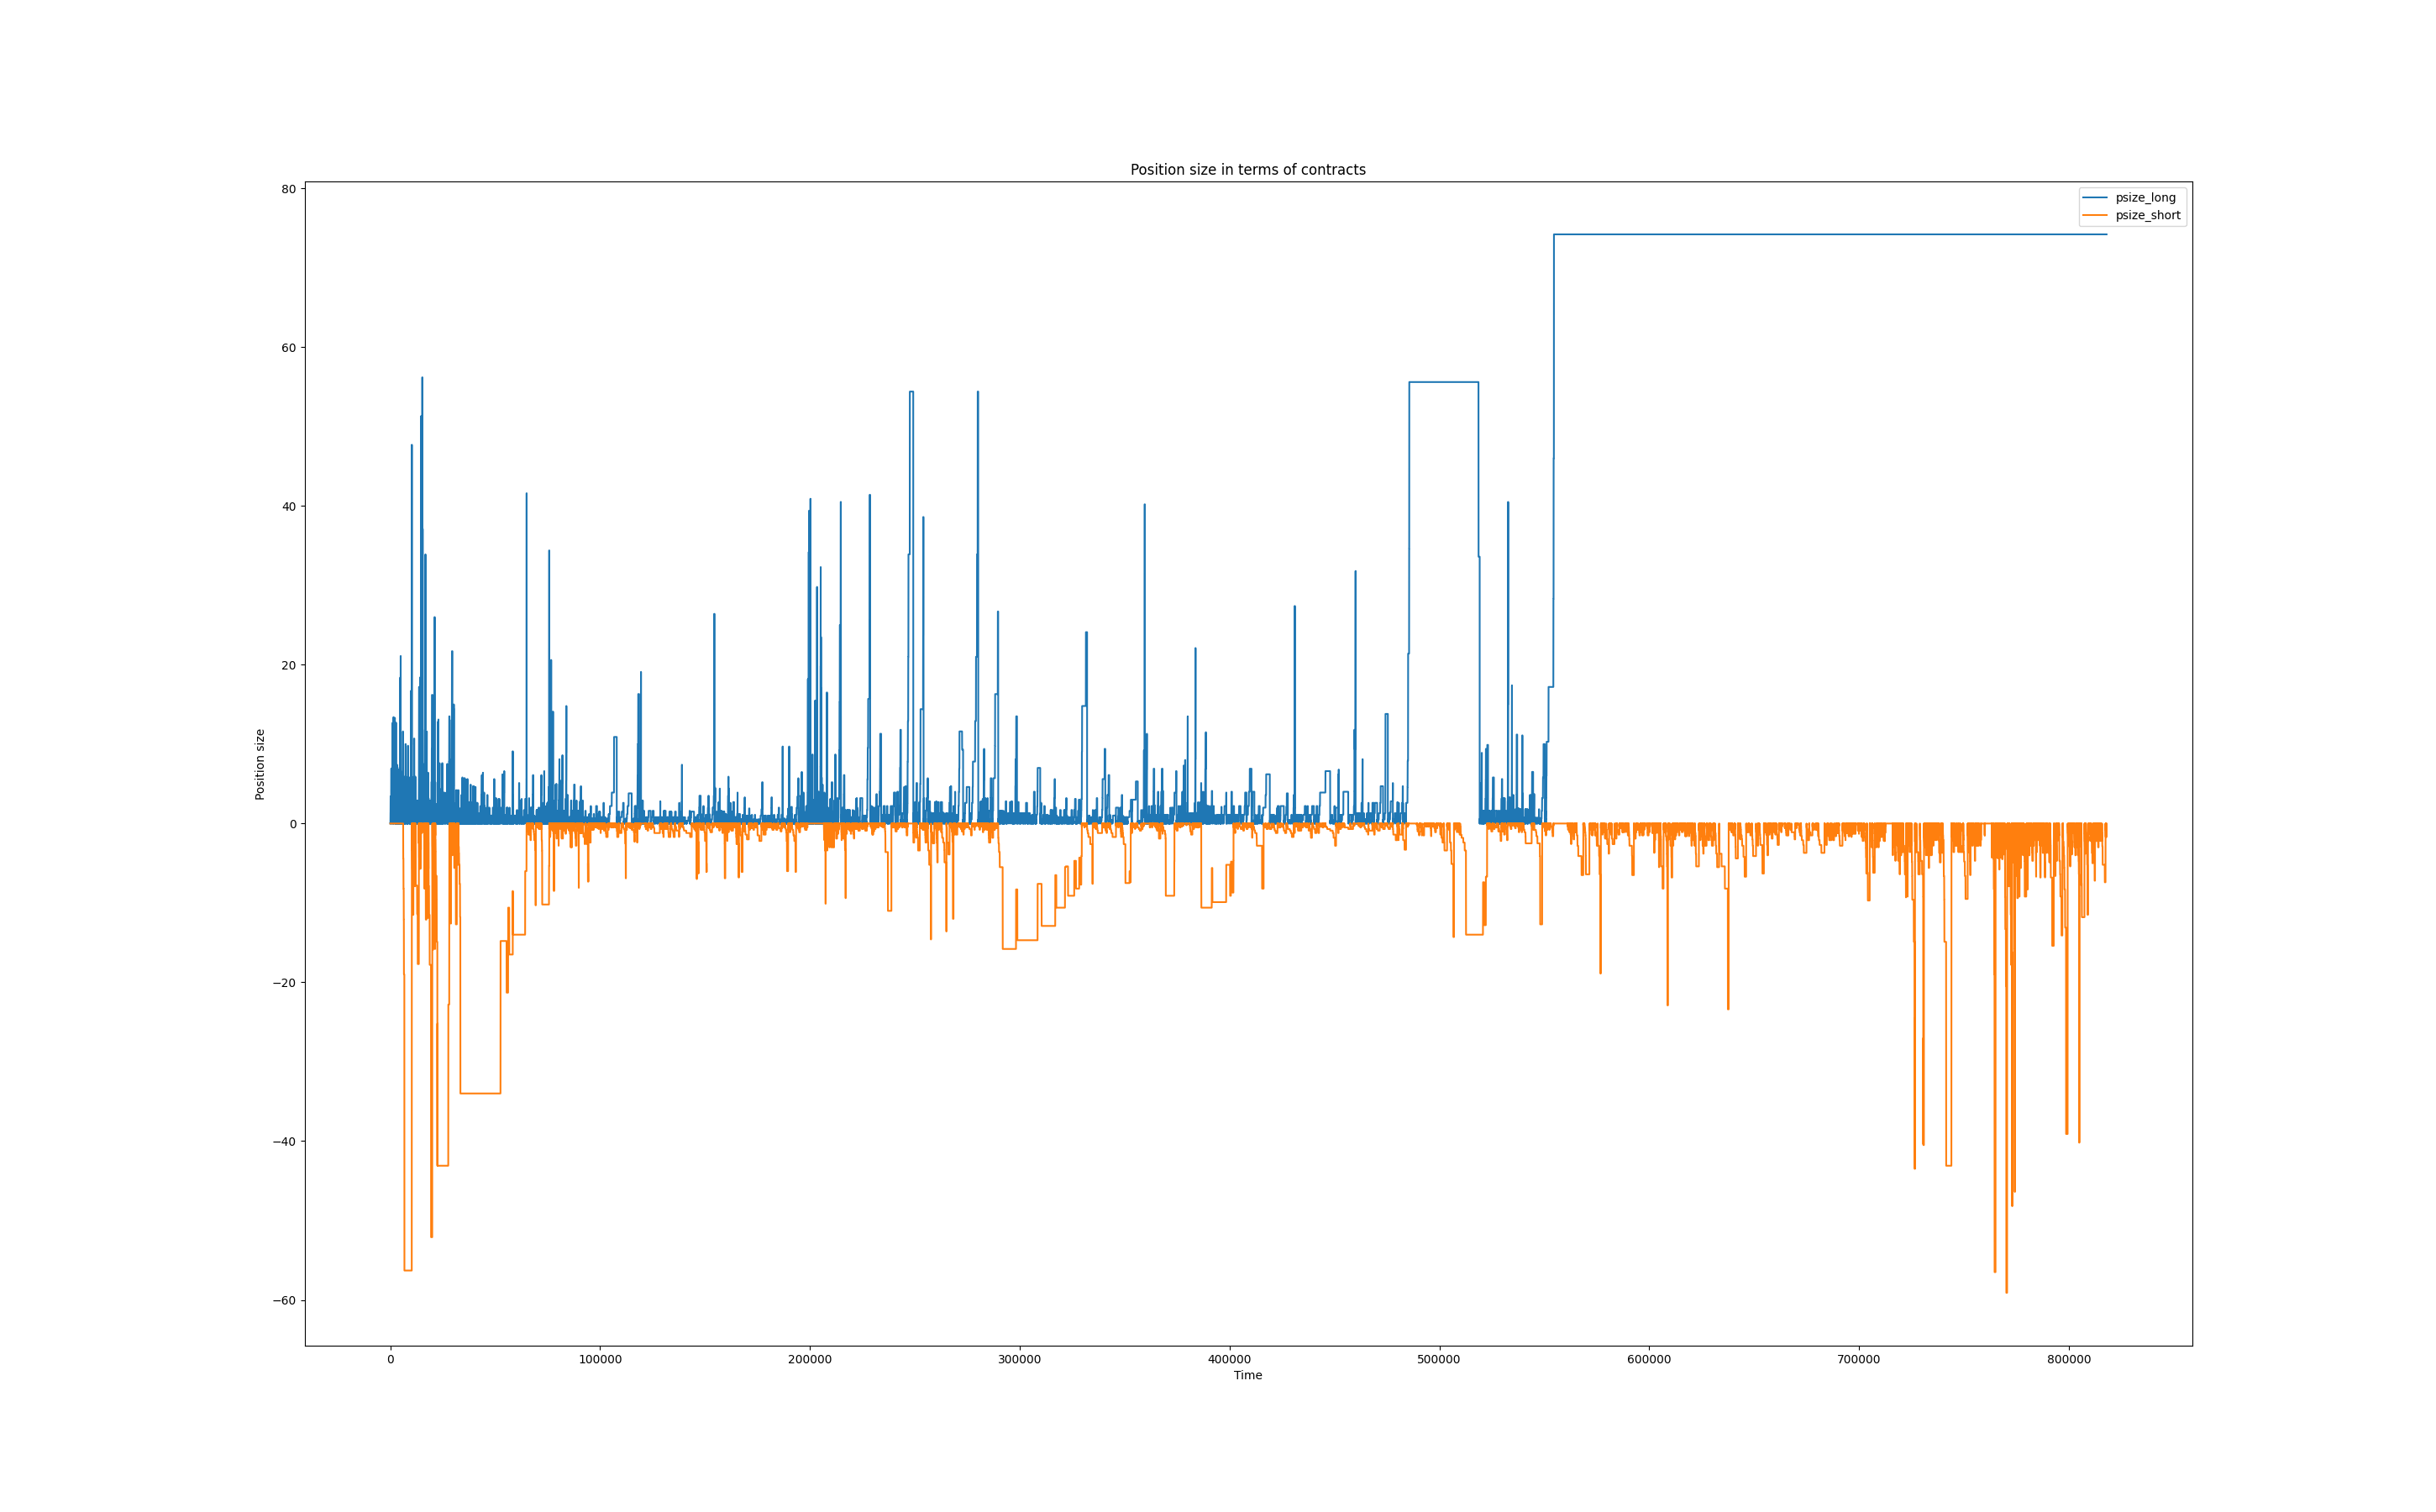 Position size in terms of contracts
psize_long
psize_short
80
60
40
20
0
−20
−40
−60
Position size
0 100000 200000 300000 400000 500000 600000 700000 800000
Time